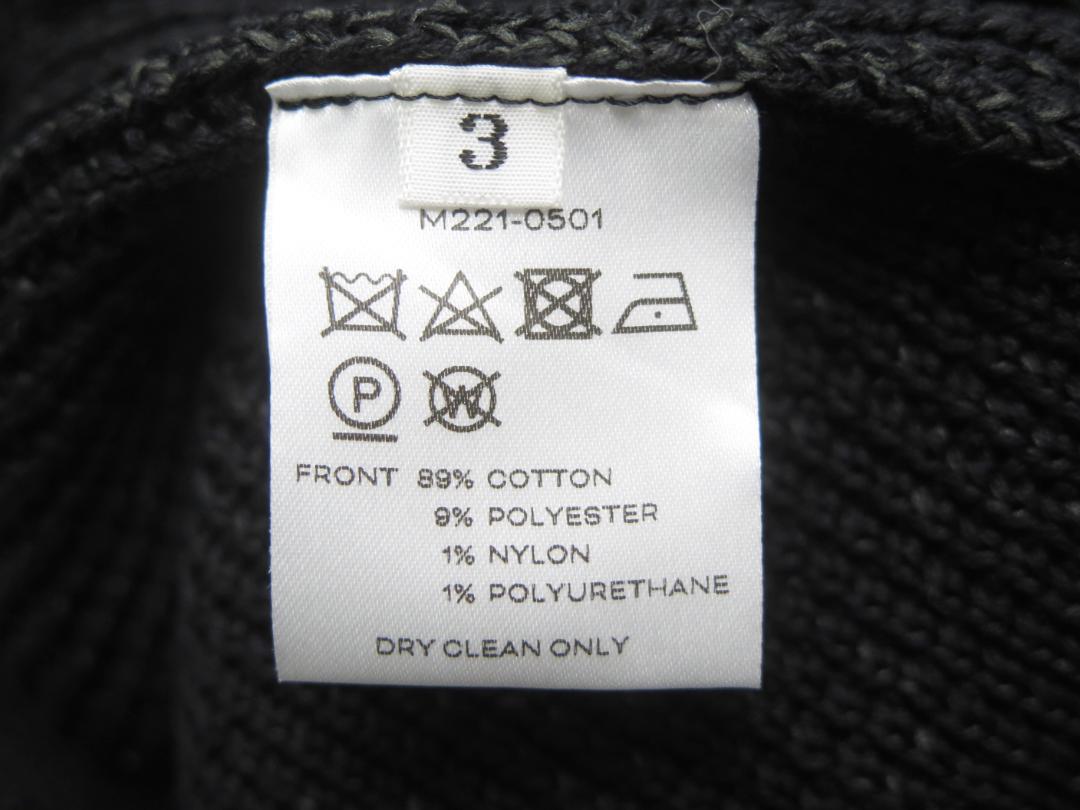 3
M221-0501
P W
FRONT 89% COTTON
9% POLYESTER
1% NYLON
1% POLYURETHANE
DRY CLEAN ONLY